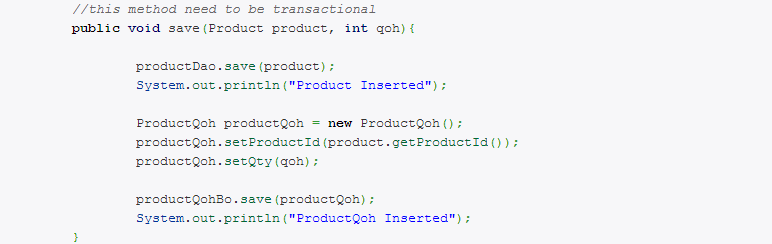 //this method need to be transactional
public void save(Product product, int qoh){
productDao.save(product);
System.out.println("Product Inserted");
ProductQoh productQoh = new ProductQoh();
productQoh.setProductId(product.getProductId());
productQoh.setQty(qoh);
productQohBo.save(productQoh);
System.out.println("ProductQoh Inserted");
}